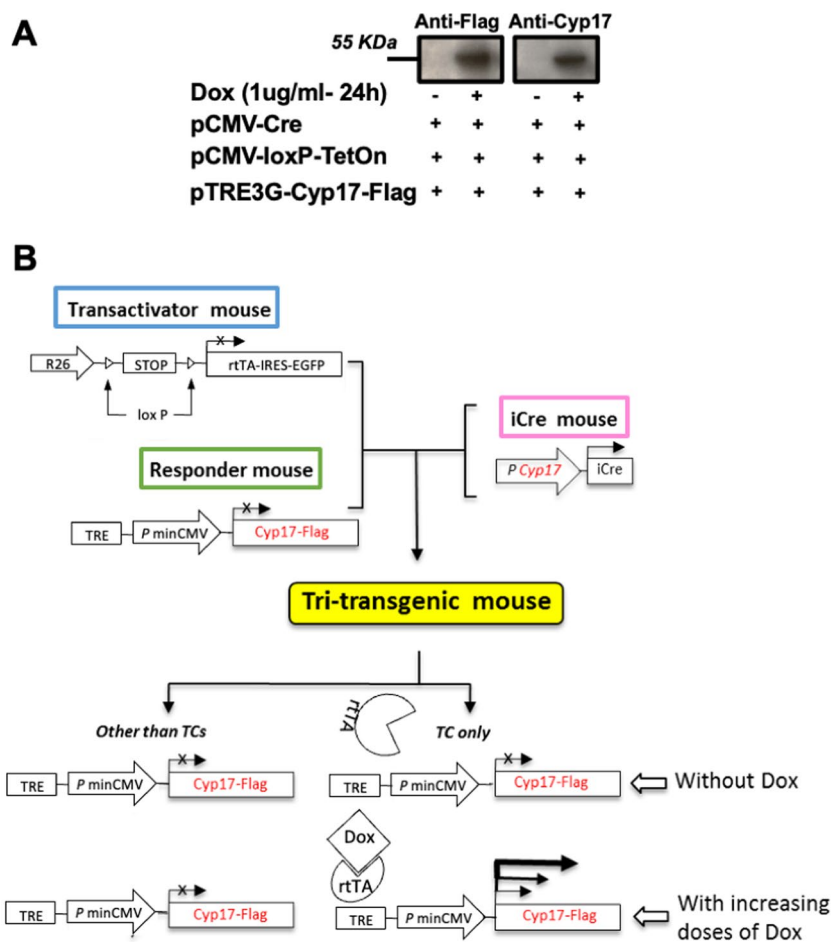 A
Anti-Flag Anti-Cyp17
55 KDa
Dox (1ug/ml- 24h) - + - +
pCMV-Cre + + + +
pCMV-loxP-TetOn + + + +
pTRE3G-Cyp17-Flag + + + +
B
Transactivator mouse
X
R26 STOP rtTA-IRES-EGFP
lox P
iCre mouse
P Cyp17 iCre
Responder mouse
X
TRE P minCMV Cyp17-Flag
Tri-transgenic mouse
rtTA
Other than TCs TC only
X X
TRE P minCMV Cyp17-Flag TRE P minCMV Cyp17-Flag Without Dox
Dox
rtTA
X
TRE P minCMV Cyp17-Flag TRE P minCMV Cyp17-Flag With increasing
doses of Dox